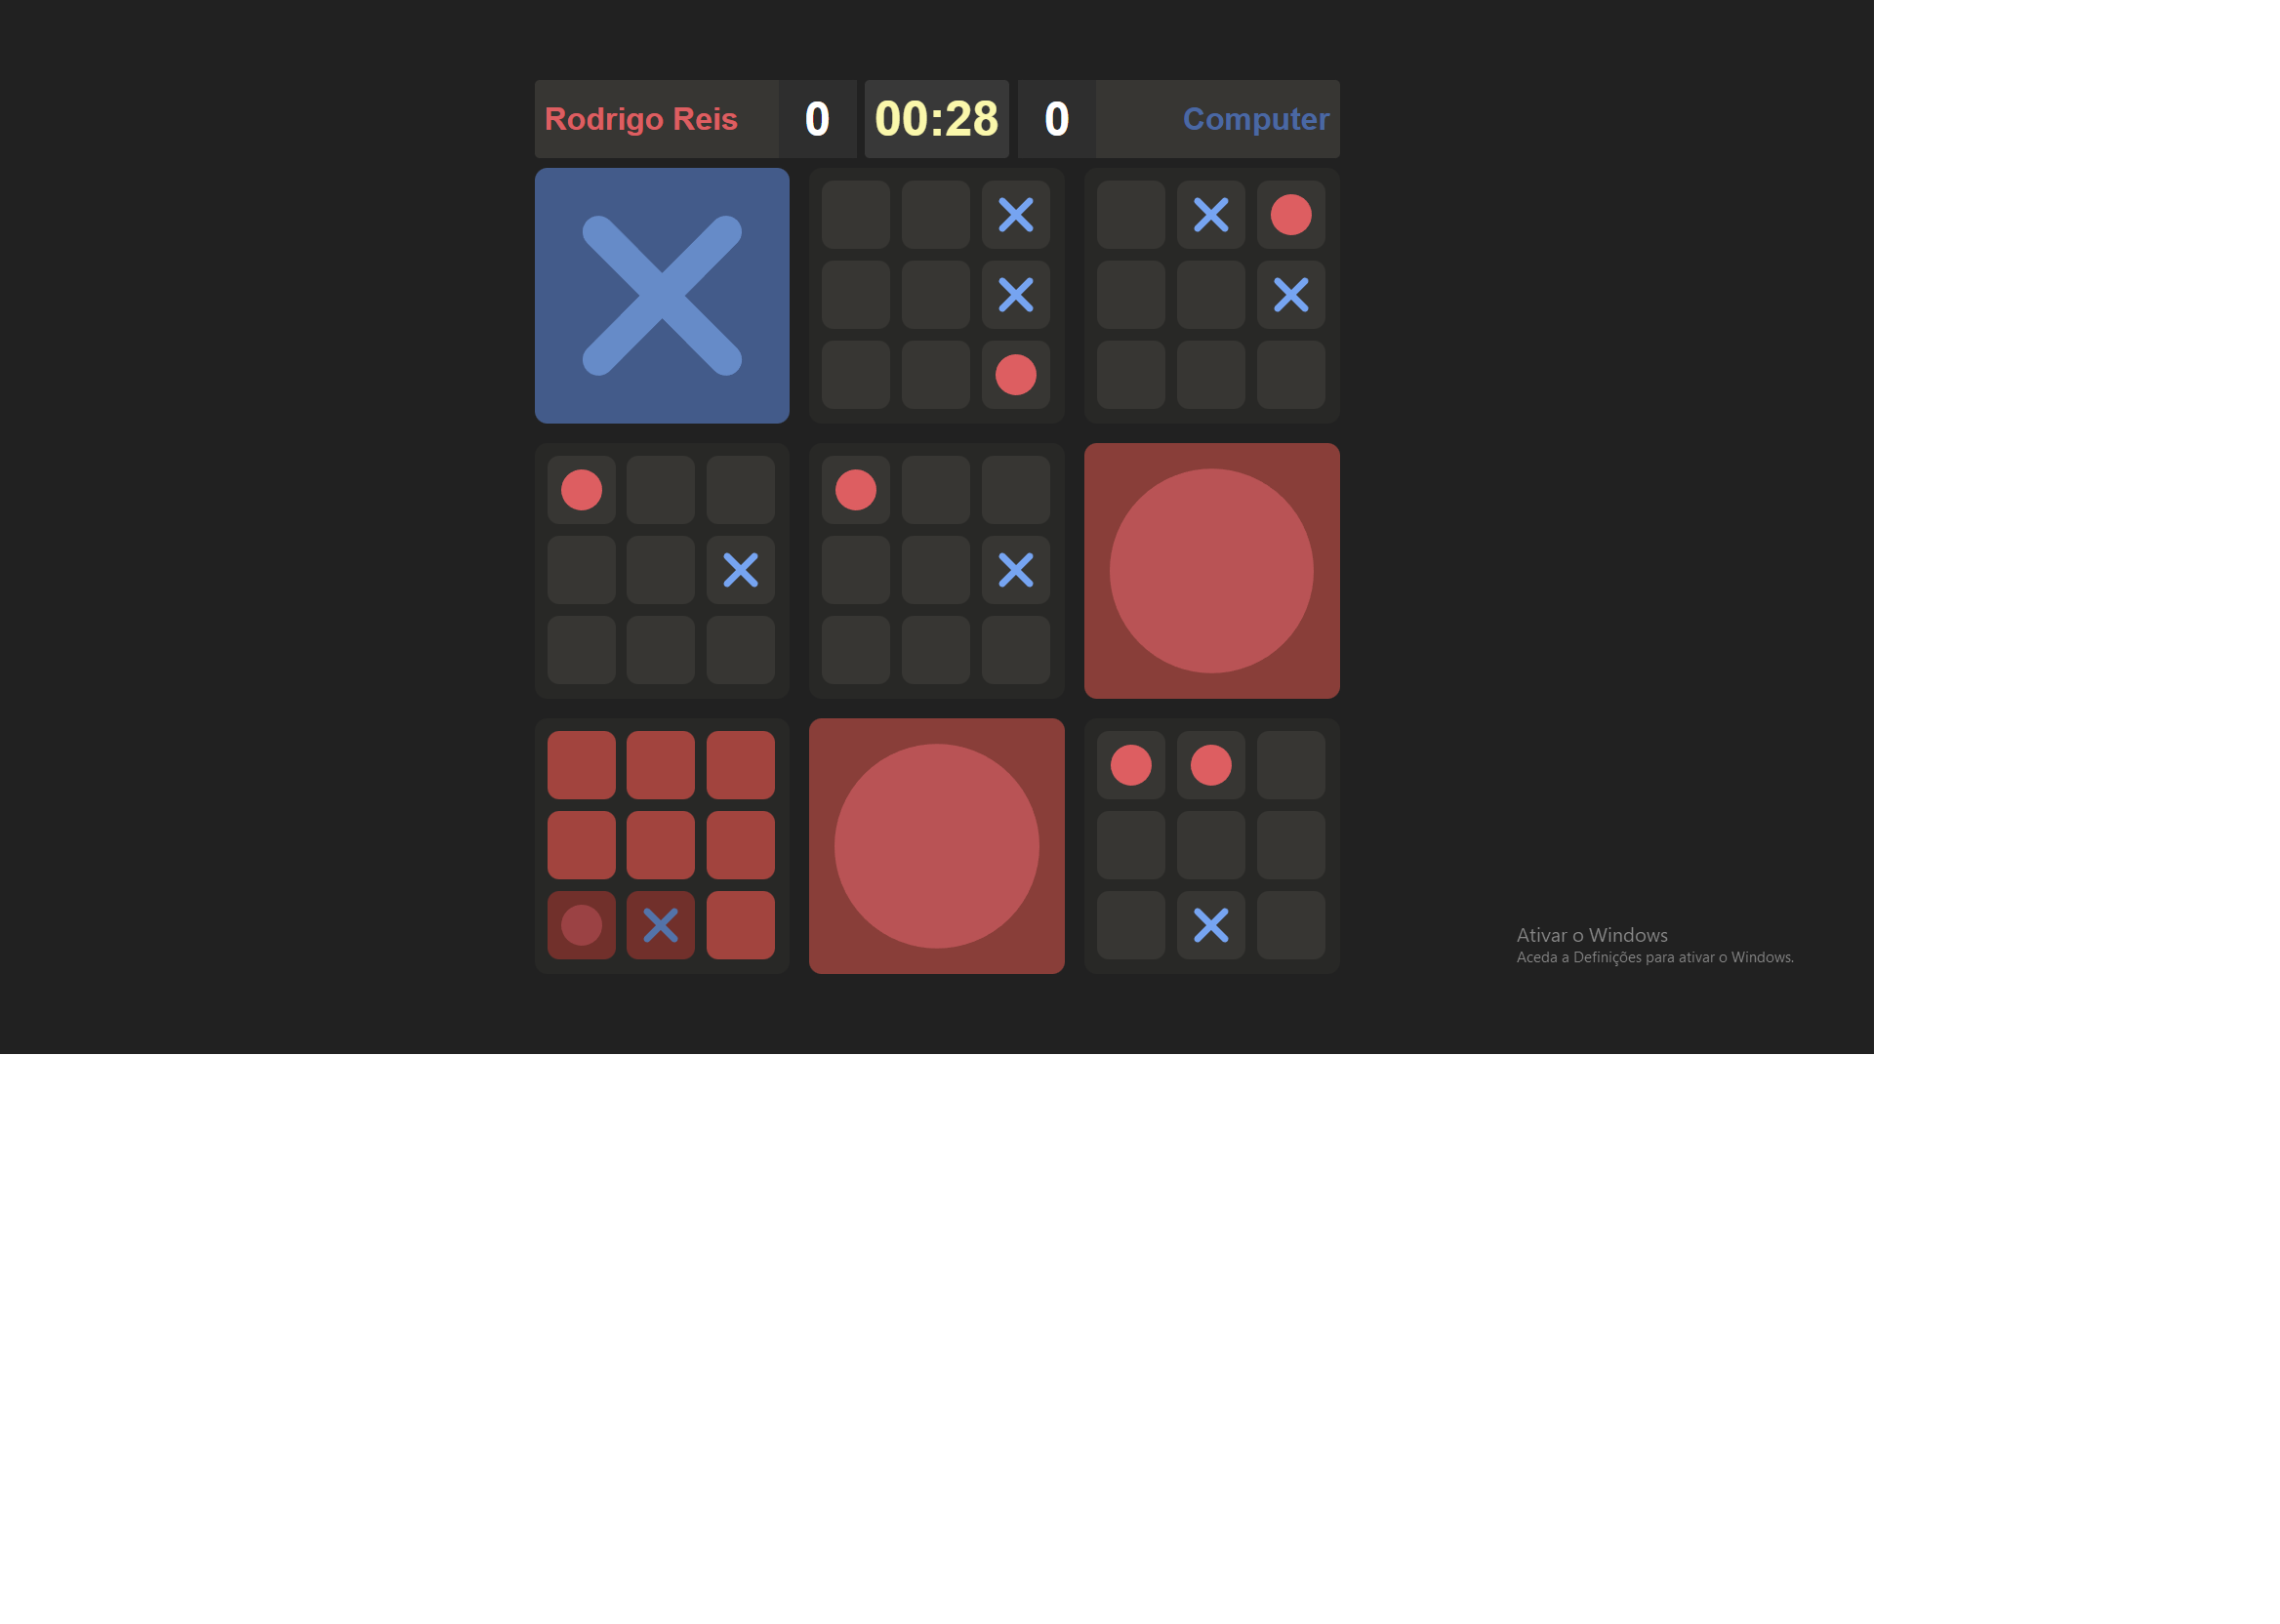 Rodrigo Reis 0 00:28 0 Computer
Ativar o Windows
Aceda a Definições para ativar o Windows.